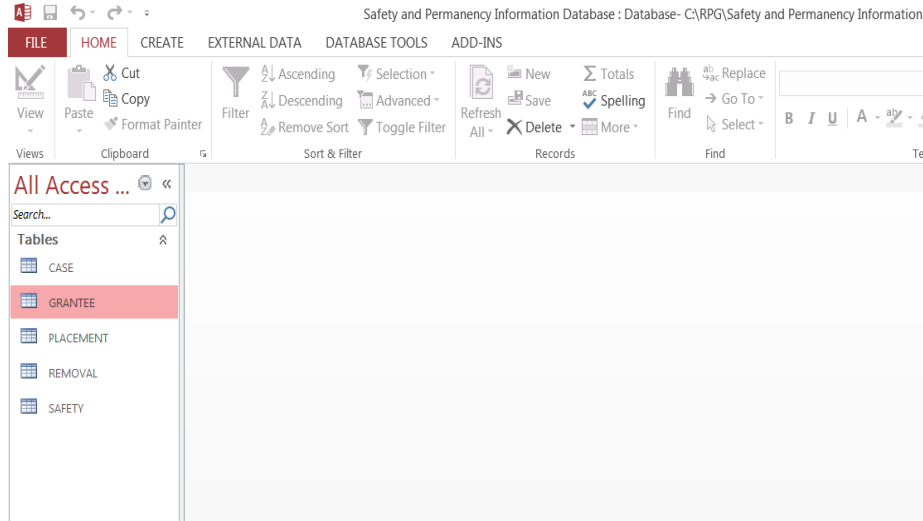 Safety and Permanency Information Database : Database- C:\RPG\Safety and Permanency Information
FILE HOME CREATE EXTERNAL DATA DATABASE TOOLS ADD-INS
View
Views
Paste
Cut
Copy
Format Painter
Clipboard
Filter
Ascending
Descending
Remove Sort
Selection
Advanced
Toggle Filter
Sort & Filter
Refresh
All
New
Save
Delete
Totals
Spelling
More
Records
Find
Replace
Go To
Select
Find
B I U A
All Access ...
Search...
Tables
CASE
GRANTEE
PLACEMENT
REMOVAL
SAFETY